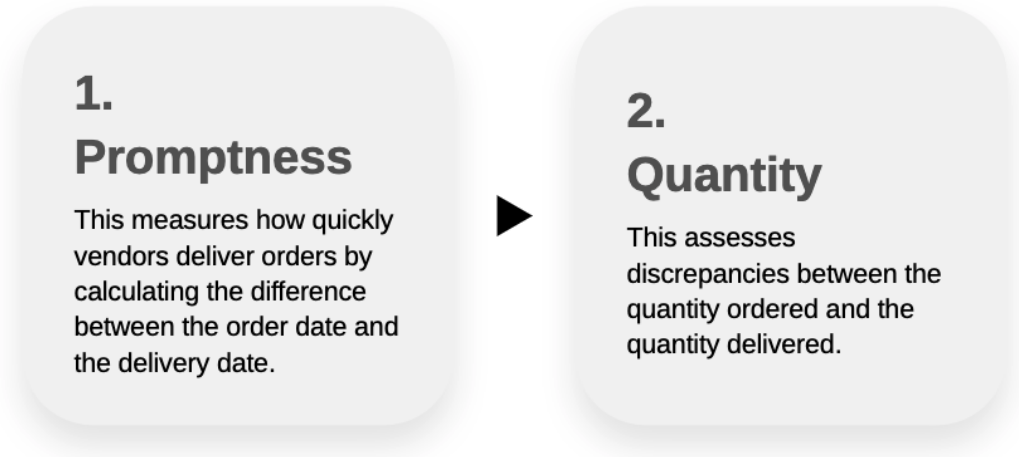 1.
Promptness
This measures how quickly
vendors deliver orders by
calculating the difference
between the order date and
the delivery date.
2.
Quantity
This assesses
discrepancies between the
quantity ordered and the
quantity delivered.